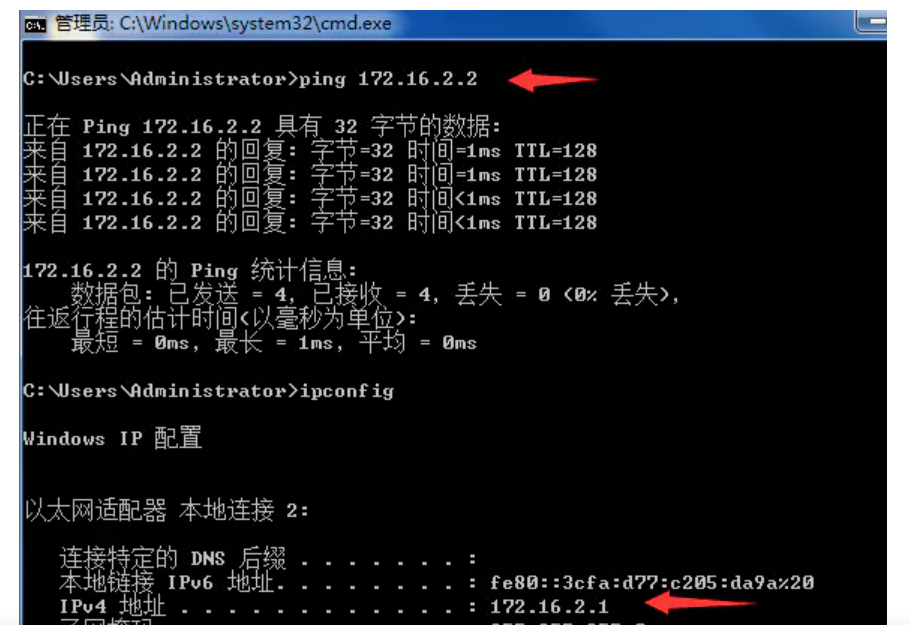 管理员: C:\Windows\system32\cmd.exe
C:\Users\Administrator>ping 172.16.2.2
正在 Ping 172.16.2.2 具有 32 字节的数据:
来自 172.16.2.2 的回复: 字节=32 时间=1ms TTL=128
来自 172.16.2.2 的回复: 字节=32 时间=1ms TTL=128
来自 172.16.2.2 的回复: 字节=32 时间<1ms TTL=128
来自 172.16.2.2 的回复: 字节=32 时间<1ms TTL=128
172.16.2.2 的 Ping 统计信息:
数据包: 已发送 = 4, 已接收 = 4, 丢失 = 0 (0% 丢失),
往返行程的估计时间(以毫秒为单位):
最短 = 0ms, 最长 = 1ms, 平均 = 0ms
C:\Users\Administrator>ipconfig
Windows IP 配置
以太网适配器 本地连接 2:
连接特定的 DNS 后缀 . . . . . . . :
本地链接 IPv6 地址. . . . . . . . : fe80::3cfa:d77:c205:da9a%20
IPv4 地址 . . . . . . . . . . . . : 172.16.2.1